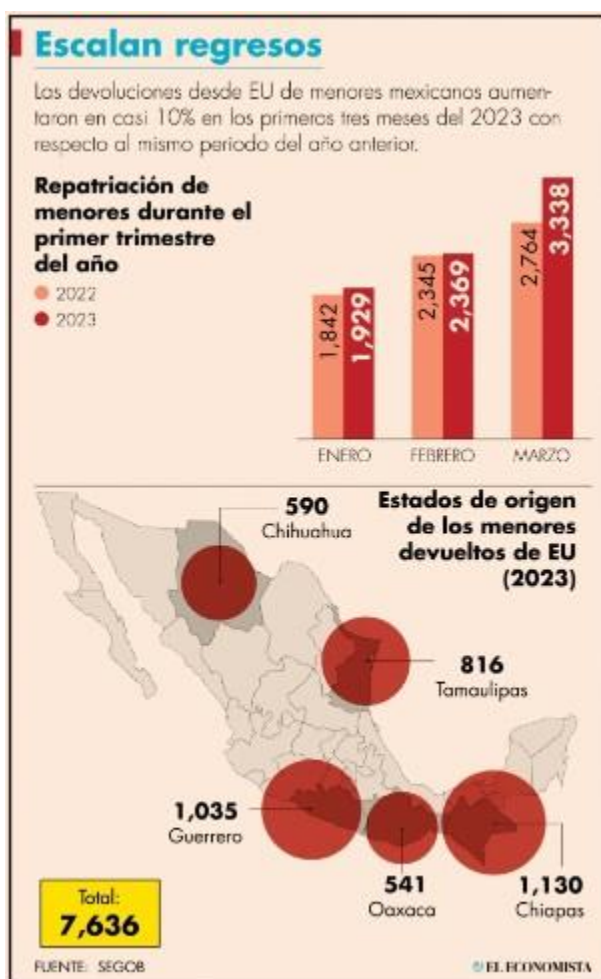 Escalan regresos
Las devoluciones desde EU de menores mexicanos aumen-
taron en casi 10% en los primeros tres meses del 2023 con
respecto al mismo periodo del año anterior.
Repatriación de
menores durante el
primer trimestre
del año
2022
2023
1,842
1,929
2,345
2,369
2,764
3,338
ENERO
FEBRERO
MARZO
Estados de origen
de los menores
devueltos de EU
(2023)
590
Chihuahua
816
Tamaulipas
1,035
Guerrero
541
Oaxaca
1,130
Chiapas
Total:
7,636
FUENTE: SEGOB
EL ECONOMISTA